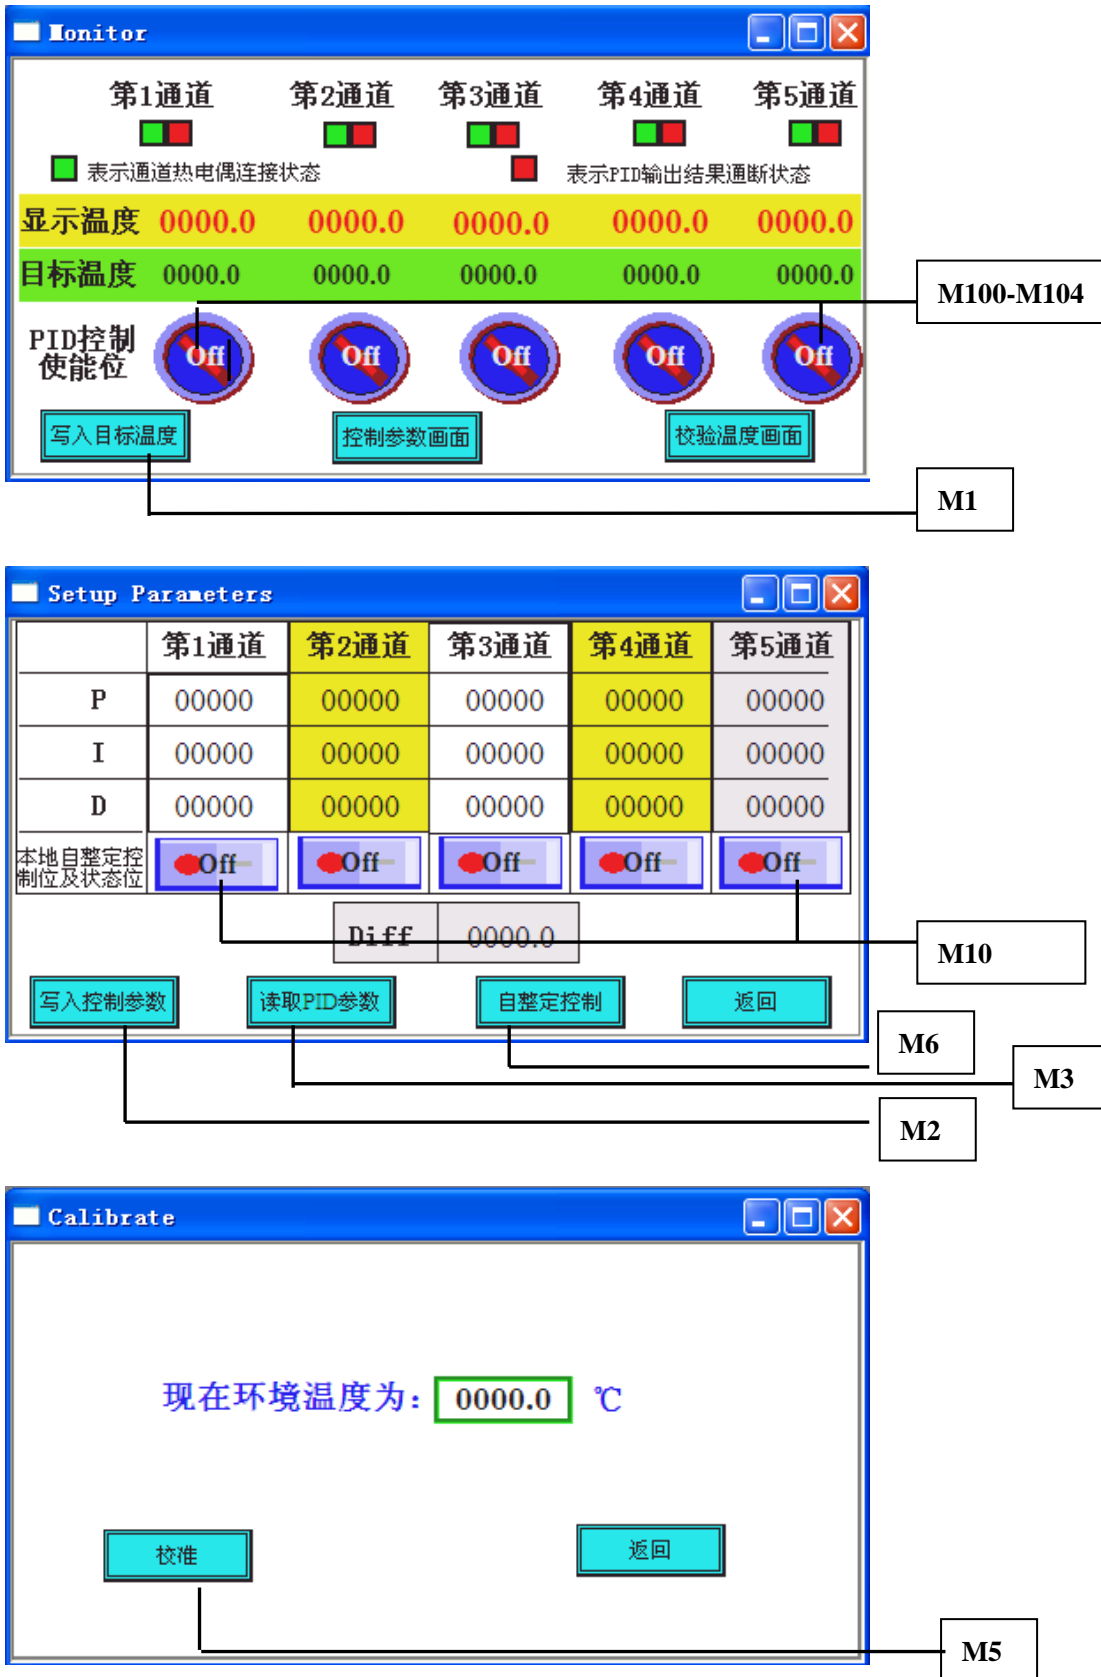 Monitor
第1通道 第2通道 第3通道 第4通道 第5通道
表示通道热电偶连接状态 表示PID输出结果通断状态
显示温度 0000.0 0000.0 0000.0 0000.0 0000.0
目标温度 0000.0 0000.0 0000.0 0000.0 0000.0
M100-M104
PID控制
使能位 Off Off Off Off Off
写入目标温度 控制参数画面 校验温度画面
M1
Setup Parameters
第1通道 第2通道 第3通道 第4通道 第5通道
P 00000 00000 00000 00000 00000
I 00000 00000 00000 00000 00000
D 00000 00000 00000 00000 00000
本地自整定控
制位及状态位 Off Off Off Off Off
Diff 0000.0
M10
写入控制参数 读取PID参数 自整定控制 返回
M6
M3
M2
Calibrate
现在环境温度为: 0000.0 ℃
校准 返回
M5